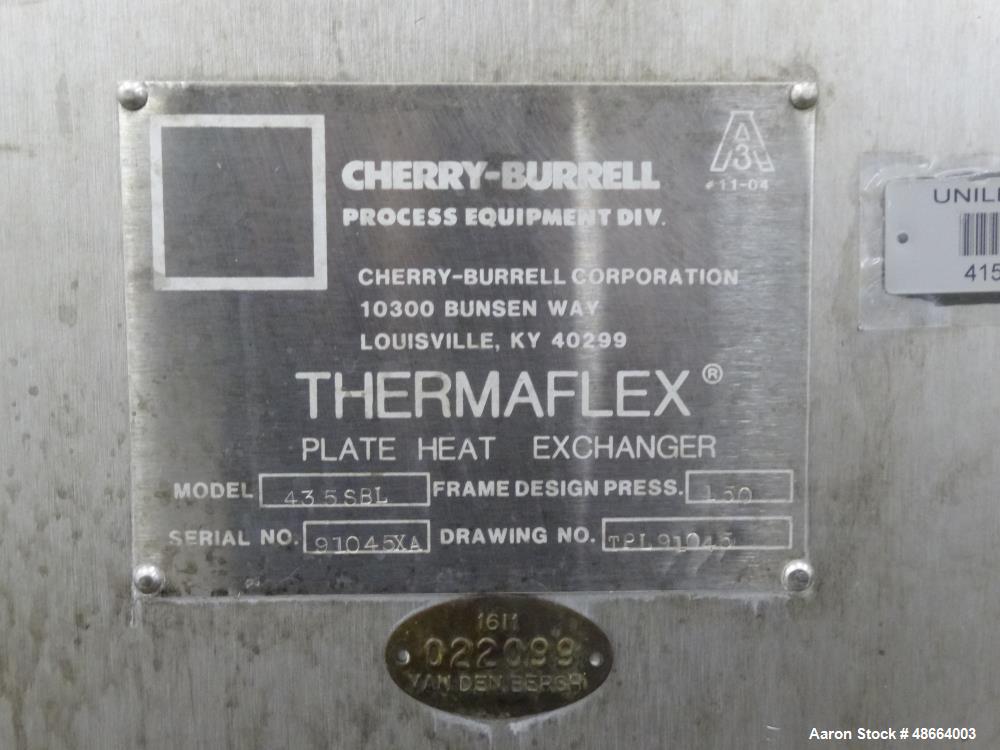 A
3
#11-04
CHERRY-BURRELL
PROCESS EQUIPMENT DIV.
CHERRY-BURRELL CORPORATION
10300 BUNSEN WAY
LOUISVILLE, KY 40299
THERMAFLEX®
PLATE HEAT EXCHANGER
MODEL 435SBL FRAME DESIGN PRESS. 150
SERIAL NO. 91045XA DRAWING NO. TPL91045
1611
022099
VAN DEN BERGH
UNIL
415
Aaron Stock # 48664003